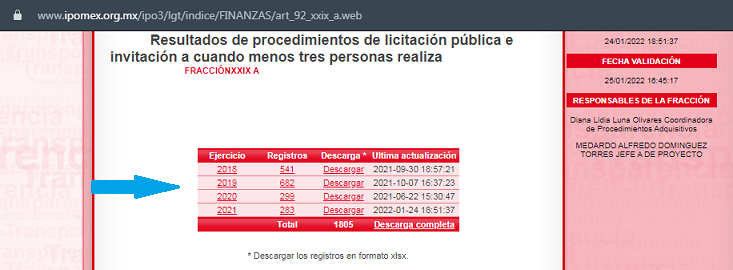 www.ipomex.org.mx/ipo3/lgt/indice/FINANZAS/art_92_xxix_a.web
Resultados de procedimientos de licitación pública e
invitación a cuando menos tres personas realiza
FRACCIÓNXXIX A
Ejercicio Registros Descarga * Ultima actualización
2018 541 Descargar 2021-09-30 18:57:21
2019 682 Descargar 2021-10-07 16:37:23
2020 299 Descargar 2021-06-22 15:30:47
2021 283 Descargar 2022-01-24 18:51:37
Total 1805 Descarga completa
* Descargar los registros en formato xlsx.
24/01/2022 18:51:37
FECHA VALIDACIÓN
25/01/2022 16:45:17
RESPONSABLES DE LA FRACCIÓN
Diana Lidia Luna Olivares Coordinadora
de Procedimientos Adquisitivos
MEDARDO ALFREDO DOMINGUEZ
TORRES JEFE A DE PROYECTO